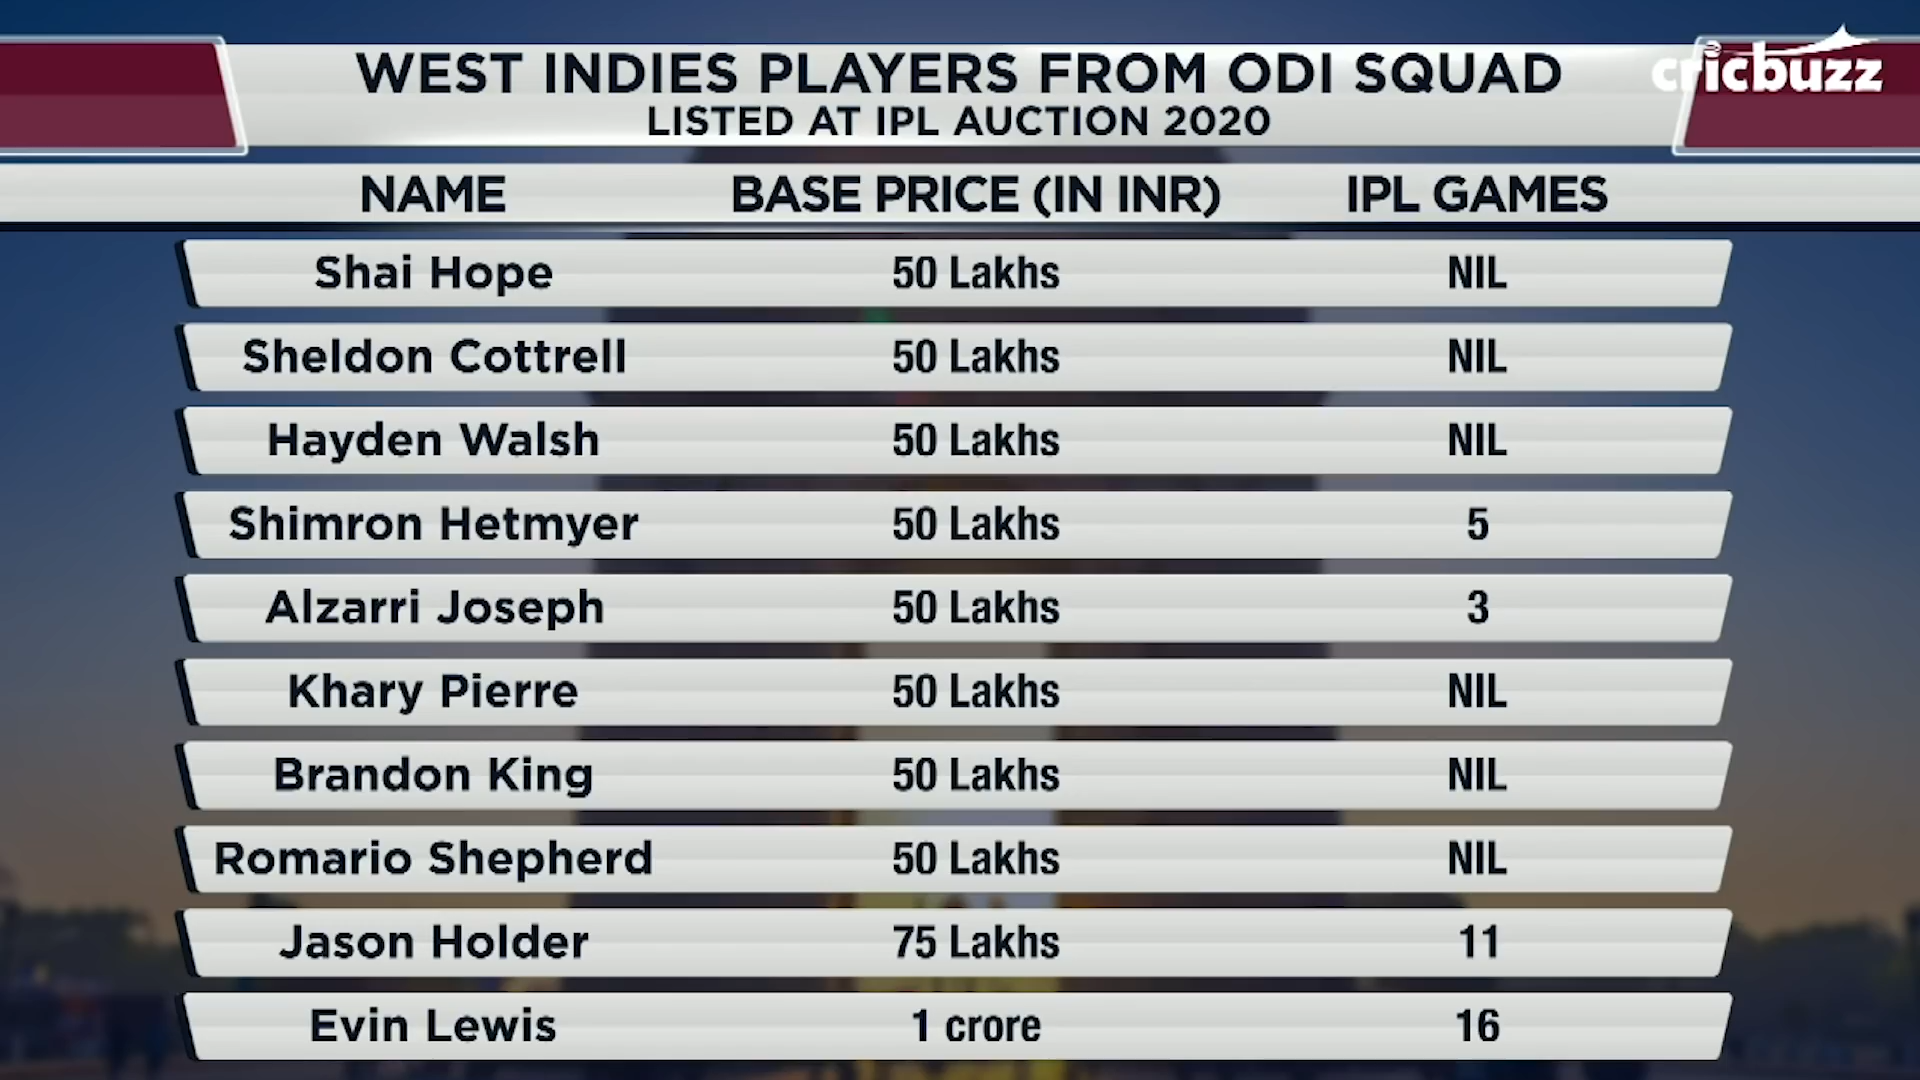 cricbuzz
WEST INDIES PLAYERS FROM ODI SQUAD
LISTED AT IPL AUCTION 2020
NAME BASE PRICE (IN INR) IPL GAMES
Shai Hope 50 Lakhs NIL
Sheldon Cottrell 50 Lakhs NIL
Hayden Walsh 50 Lakhs NIL
Shimron Hetmyer 50 Lakhs 5
Alzarri Joseph 50 Lakhs 3
Khary Pierre 50 Lakhs NIL
Brandon King 50 Lakhs NIL
Romario Shepherd 50 Lakhs NIL
Jason Holder 75 Lakhs 11
Evin Lewis 1 crore 16